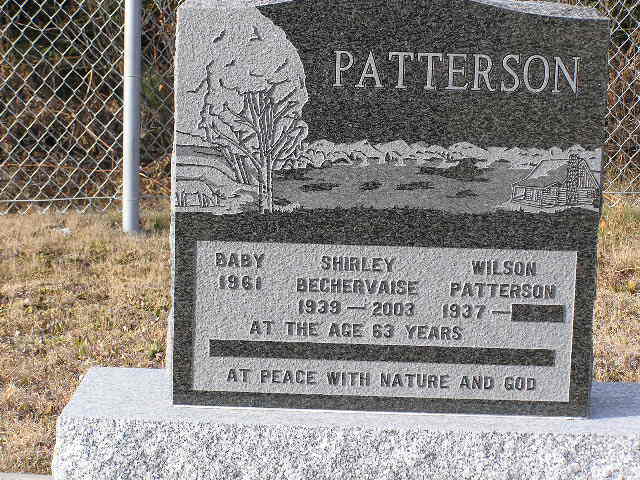 PATTERSON
BABY SHIRLEY WILSON
1961 BECHERVAISE PATTERSON
1939 — 2003 1937 —
AT THE AGE 63 YEARS
AT PEACE WITH NATURE AND GOD